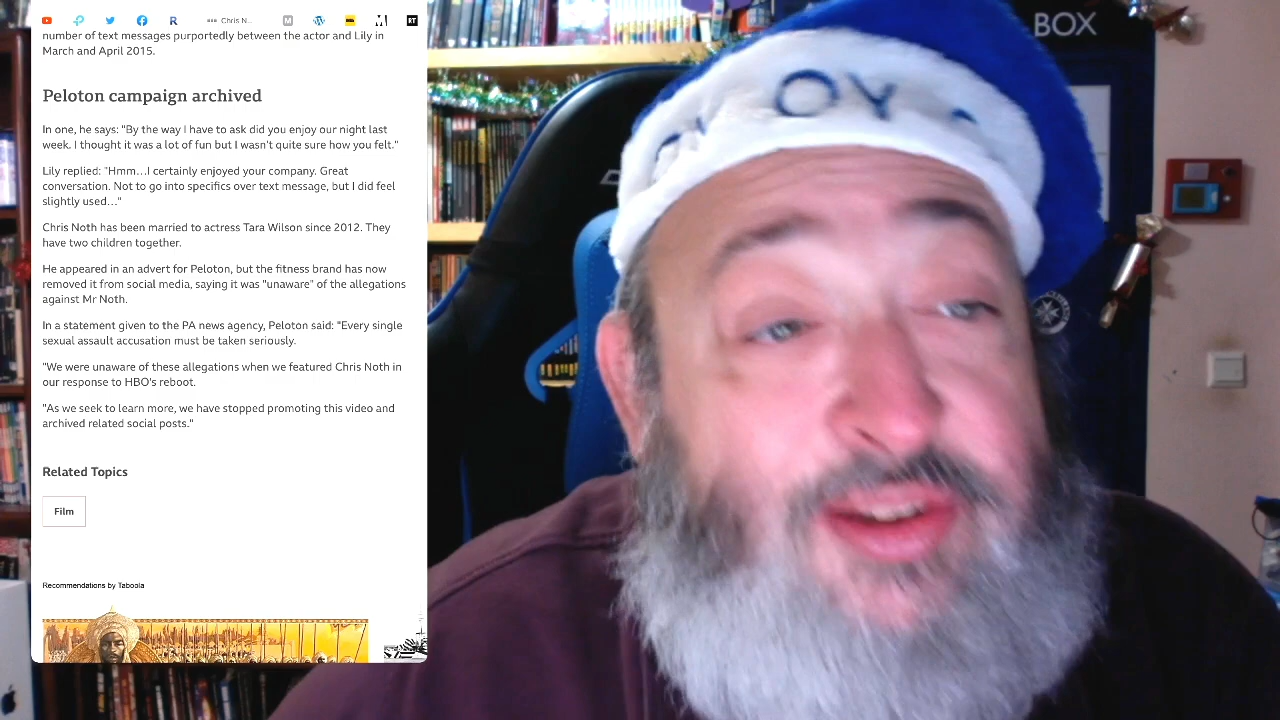 Chris N...
number of text messages purportedly between the actor and Lily in
March and April 2015.
Peloton campaign archived
In one, he says: "By the way I have to ask did you enjoy our night last
week. I thought it was a lot of fun but I wasn't quite sure how you felt."
Lily replied: "Hmm...I certainly enjoyed your company. Great
conversation. Not to go into specifics over text message, but I did feel
slightly used..."
Chris Noth has been married to actress Tara Wilson since 2012. They
have two children together.
He appeared in an advert for Peloton, but the fitness brand has now
removed it from social media, saying it was "unaware" of the allegations
against Mr Noth.
In a statement given to the PA news agency, Peloton said: "Every single
sexual assault accusation must be taken seriously.
"We were unaware of these allegations when we featured Chris Noth in
our response to HBO's reboot.
"As we seek to learn more, we have stopped promoting this video and
archived related social posts."
Related Topics
Film
Recommendations by Taboola
OY
BOX
RT